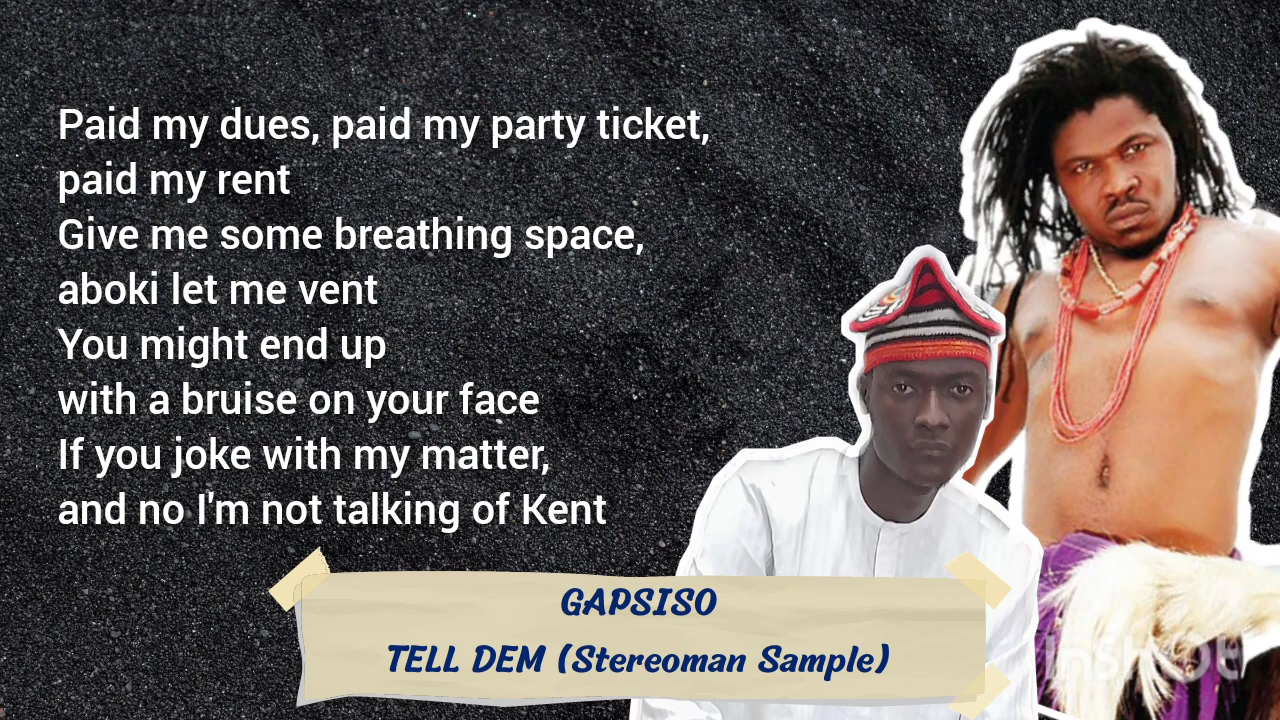 Paid my dues, paid my party ticket,
paid my rent
Give me some breathing space,
aboki let me vent
You might end up
with a bruise on your face
If you joke with my matter,
and no I'm not talking of Kent
GAPSISO
TELL DEM (Stereoman Sample)
InShOt